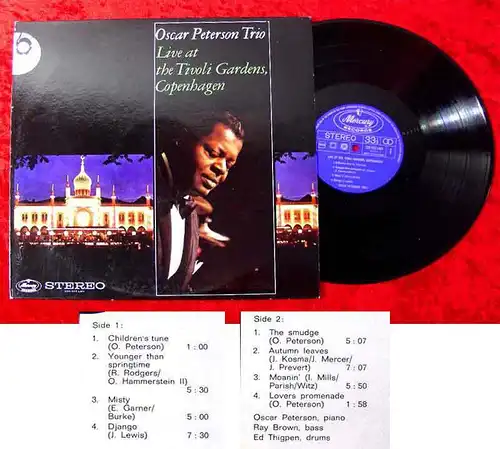 Oscar Peterson Trio
Live at
the Tivoli Gardens,
Copenhagen
Mercury
STEREO
Mercury
RECORDS
STEREO 33⅓
Side 1:
1. Children's tune
(O. Peterson) 1 : 00
2. Younger than
springtime
(R. Rodgers/
O. Hammerstein II)
5 : 30
3. Misty
(E. Garner/
Burke) 5 : 00
4. Django
(J. Lewis) 7 : 30
Side 2:
1. The smudge
(O. Peterson) 5 : 07
2. Autumn leaves
(J. Kosma/J. Mercer/
J. Prevert) 7 : 07
3. Moanin' (I. Mills/
Parish/Witz) 5 : 50
4. Lovers promenade
(O. Peterson) 1 : 58
Oscar Peterson, piano
Ray Brown, bass
Ed Thigpen, drums